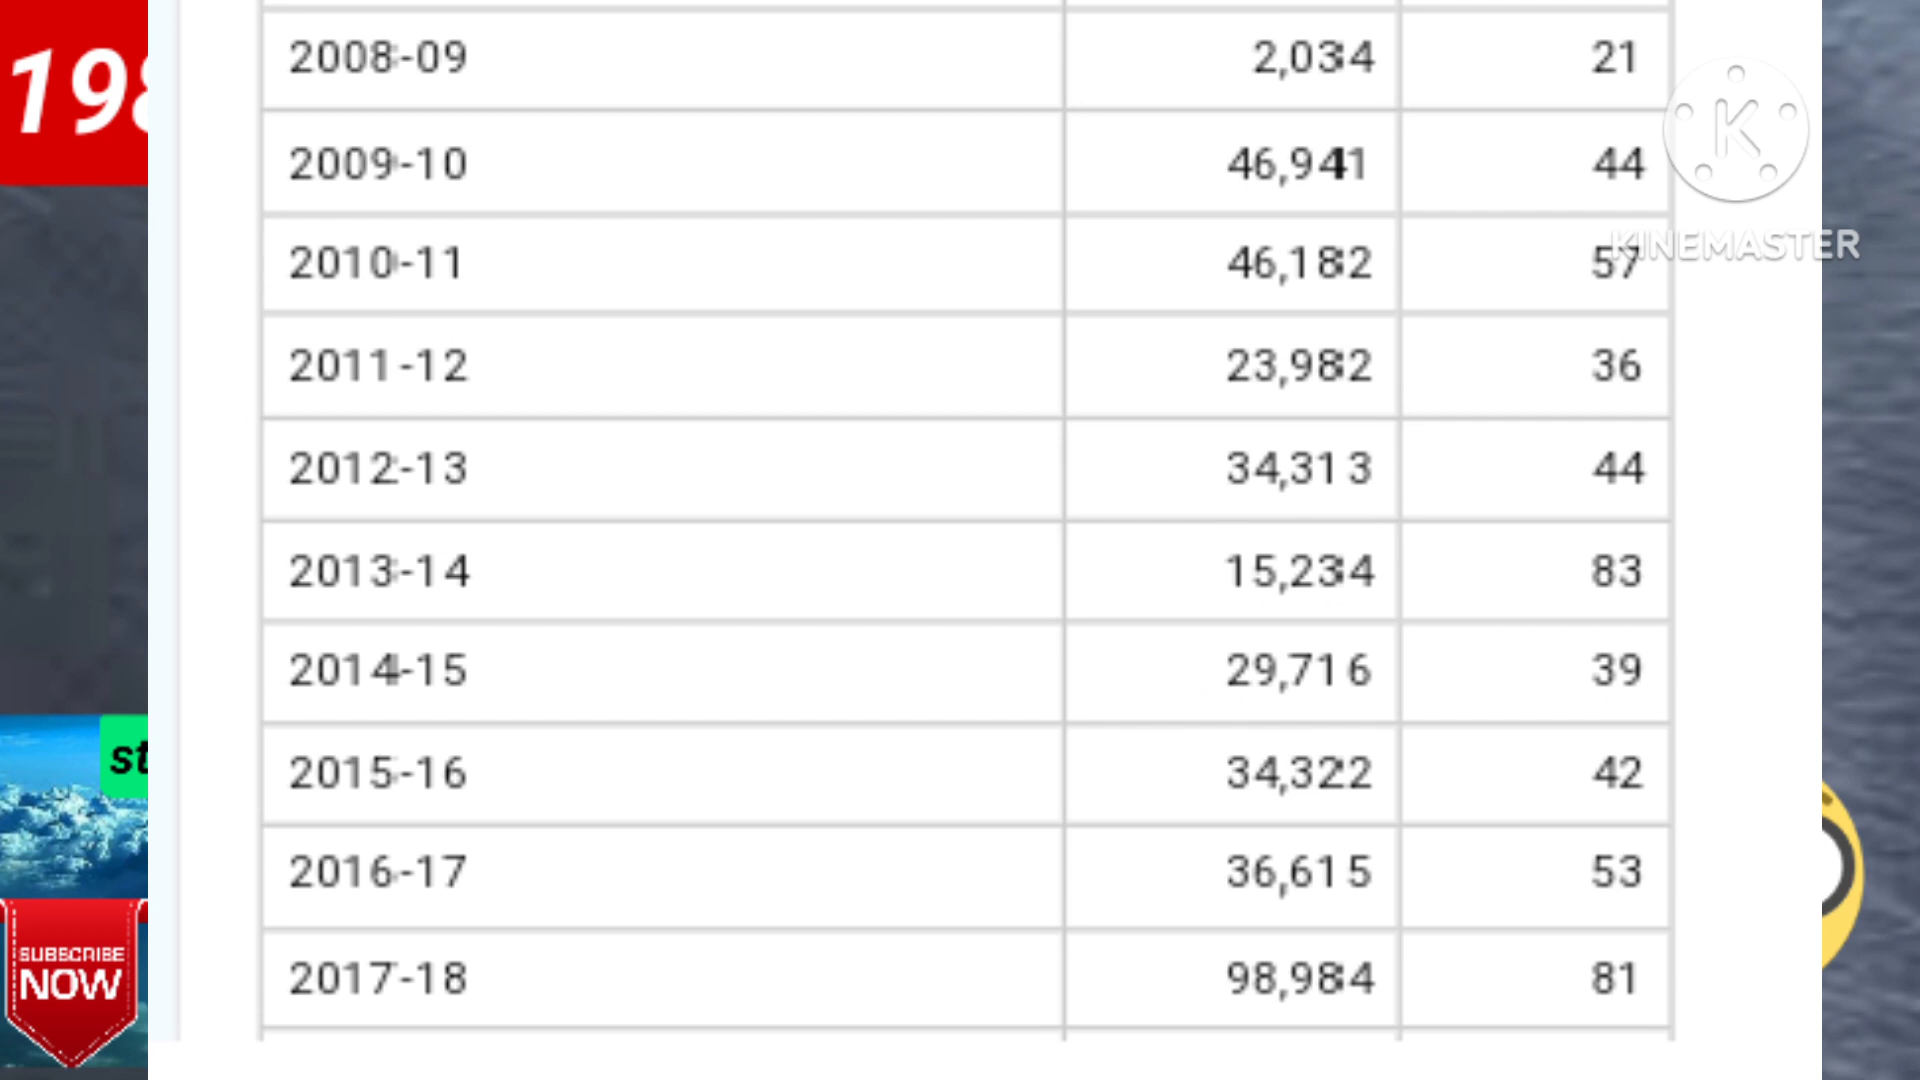 198
2008-09 2,034 21
2009-10 46,941 44
2010-11 46,182 57
2011-12 23,982 36
2012-13 34,313 44
2013-14 15,234 83
2014-15 29,716 39
2015-16 34,322 42
2016-17 36,615 53
2017-18 98,984 81
K
KINEMASTER
st
SUBSCRIBE
NOW